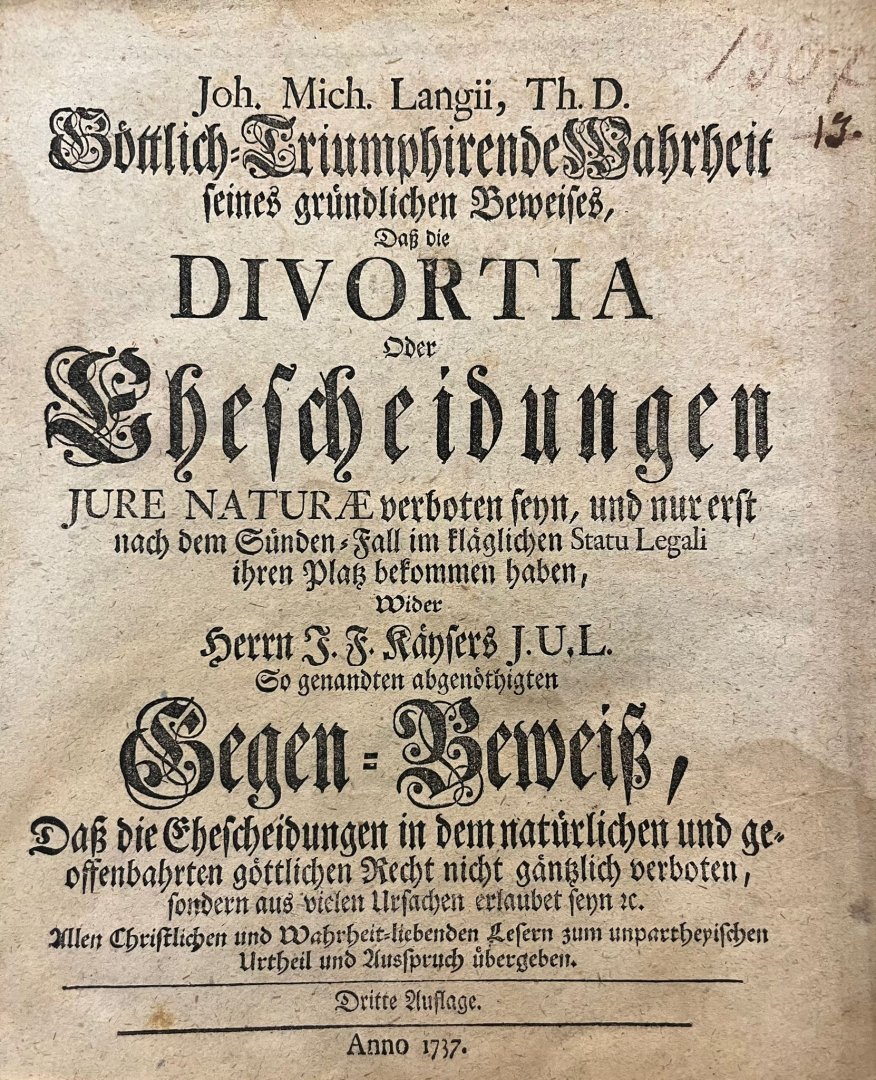 1907
13.
Joh. Mich. Langii, Th. D.
Göttlich-Triumphirende Wahrheit
seines gründlichen Beweises,
Daß die
DIVORTIA
Oder
Ehescheidungen
JURE NATURÆ verboten seyn, und nur erst
nach dem Sünden-Fall im kläglichen Statu Legali
ihren Platz bekommen haben,
Wider
Herrn J. F. Käysers J. U. L.
So genandten abgenöthigten
Gegen-Beweiß,
Daß die Ehescheidungen in dem natürlichen und ge-
offenbahrten göttlichen Recht nicht gäntzlich verboten,
sondern aus vielen Ursachen erlaubet seyn ꝛc.
Allen Christlichen und Wahrheit-liebenden Lesern zum unpartheyischen
Urtheil und Ausspruch übergeben.
Dritte Auflage.
Anno 1737.